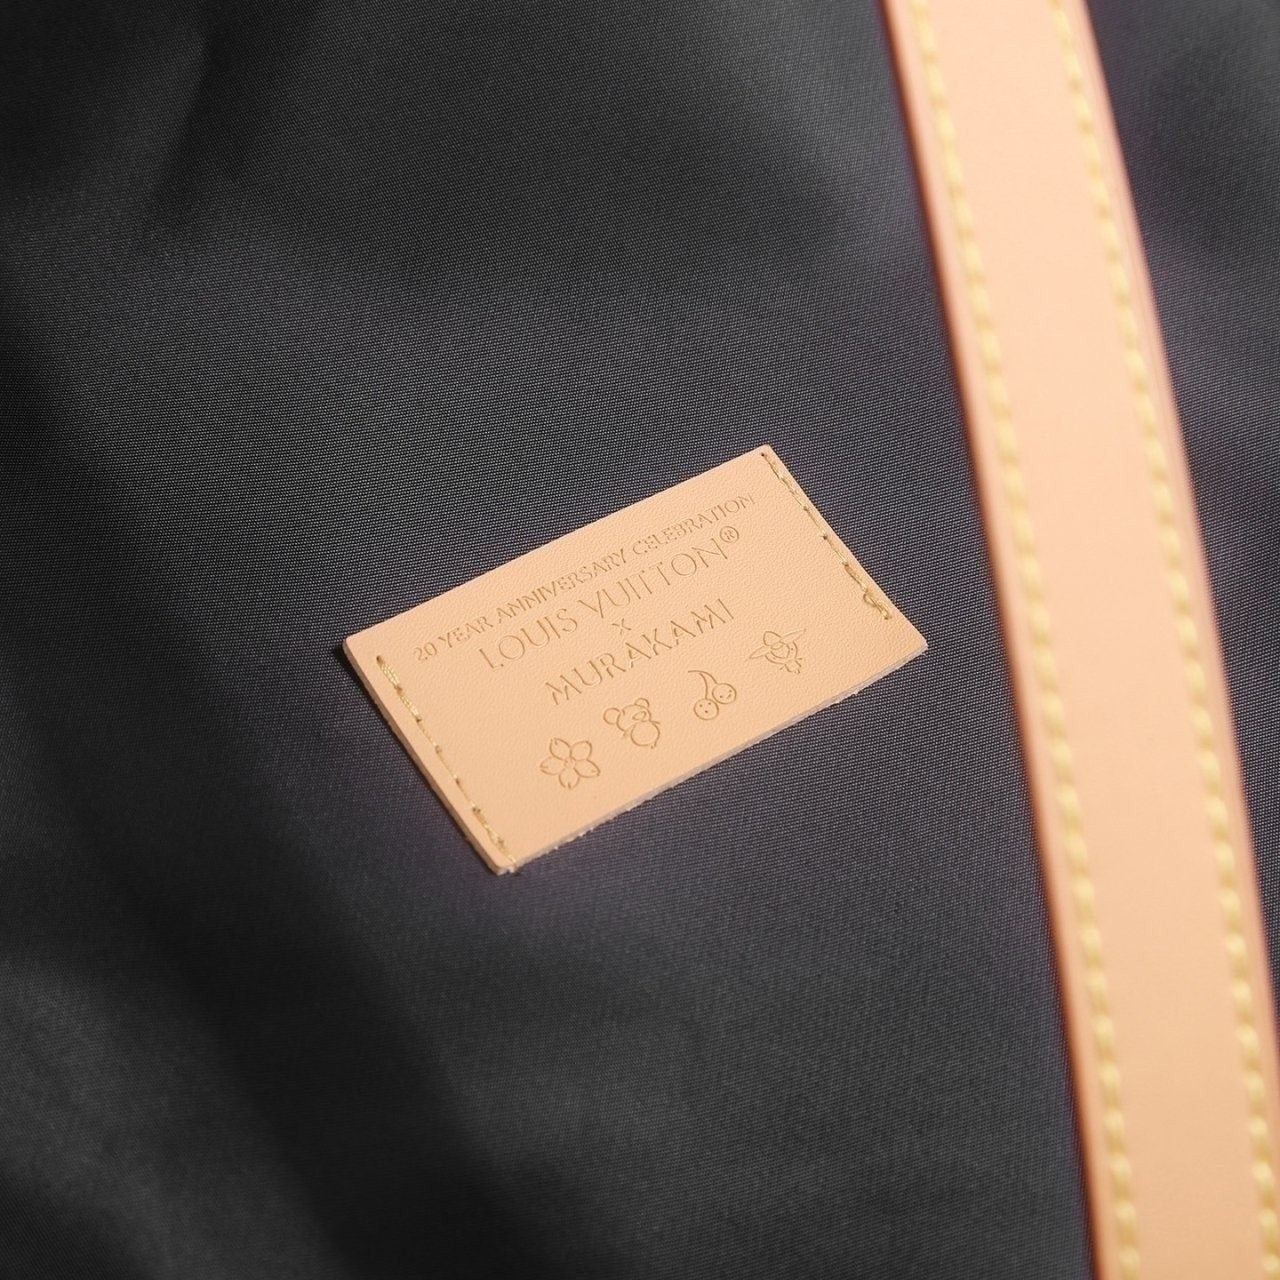 20 YEAR ANNIVERSARY CELEBRATION
LOUIS VUITTON®
x
MURAKAMI